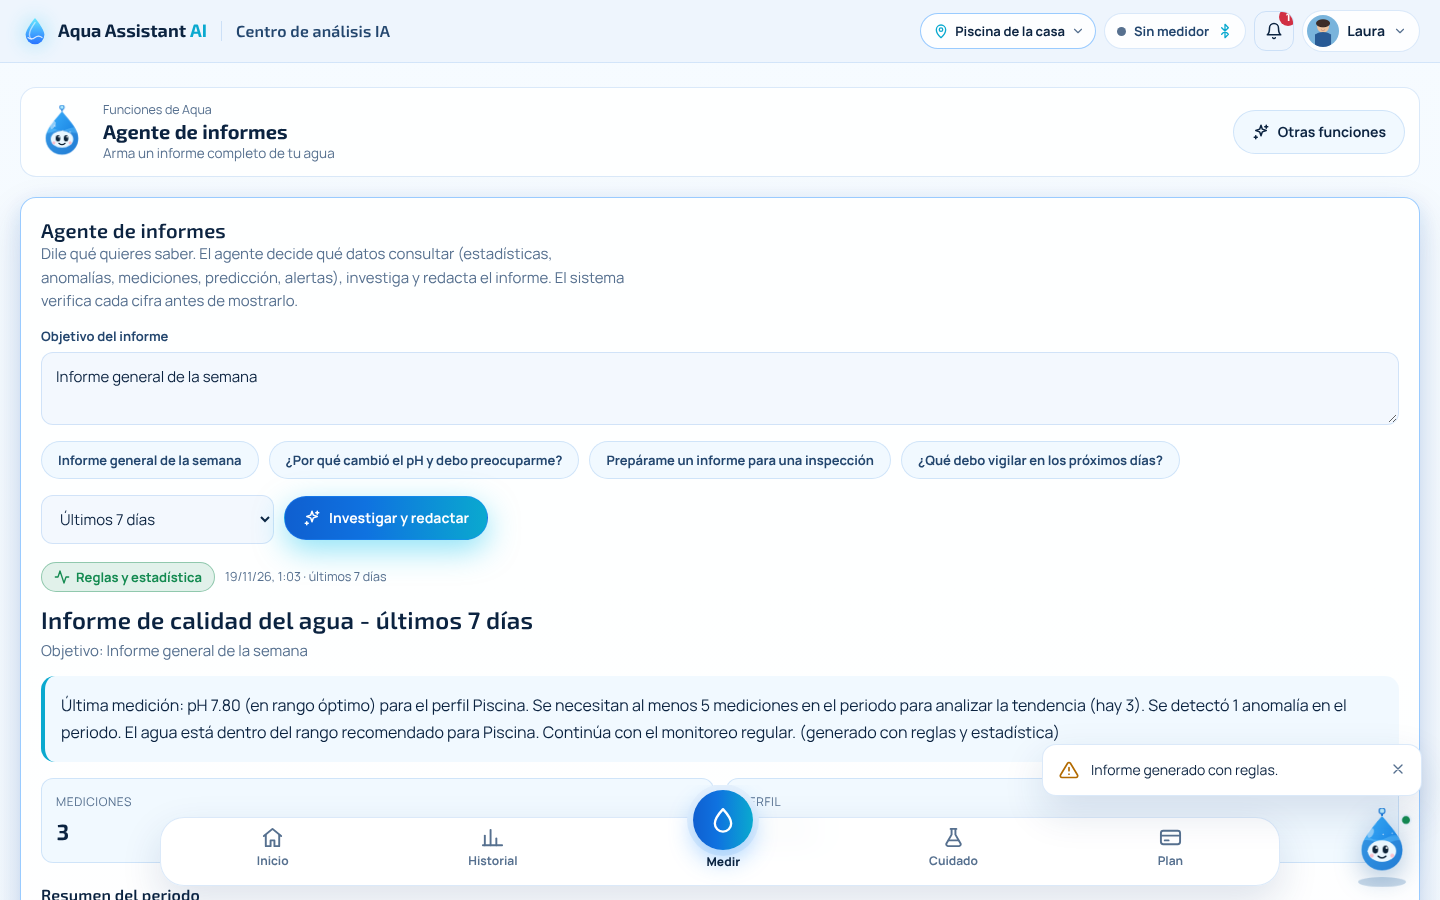 Aqua Assistant AI
Centro de análisis IA
Piscina de la casa
Sin medidor
1
Laura
Funciones de Aqua
Agente de informes
Arma un informe completo de tu agua
Otras funciones
Agente de informes
Dile qué quieres saber. El agente decide qué datos consultar (estadísticas,
anomalías, mediciones, predicción, alertas), investiga y redacta el informe. El sistema
verifica cada cifra antes de mostrarlo.
Objetivo del informe
Informe general de la semana
Informe general de la semana
¿Por qué cambió el pH y debo preocuparme?
Prepárame un informe para una inspección
¿Qué debo vigilar en los próximos días?
Últimos 7 días
Investigar y redactar
Reglas y estadística
19/11/26, 1:03 · últimos 7 días
Informe de calidad del agua - últimos 7 días
Objetivo: Informe general de la semana
Última medición: pH 7.80 (en rango óptimo) para el perfil Piscina. Se necesitan al menos 5 mediciones en el periodo para analizar la tendencia (hay 3). Se detectó 1 anomalía en el
periodo. El agua está dentro del rango recomendado para Piscina. Continúa con el monitoreo regular. (generado con reglas y estadística)
Informe generado con reglas.
MEDICIONES
3
ERFIL
Inicio
Historial
Medir
Cuidado
Plan
Resumen del periodo